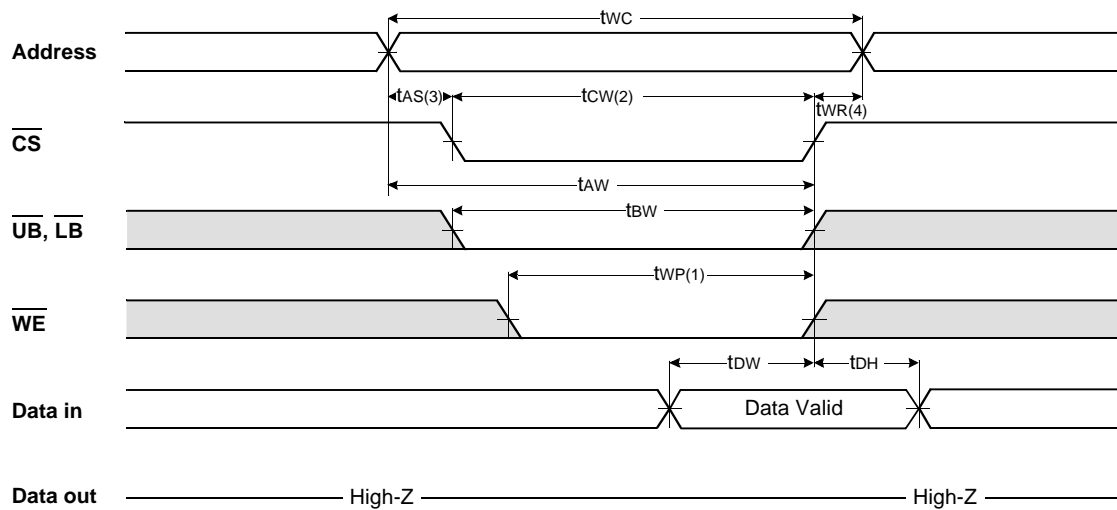 tWC
Address
tAS(3) tCW(2) tWR(4)
CS
tAW
UB, LB tBW
tWP(1)
WE
tDW tDH
Data in Data Valid
Data out High-Z High-Z